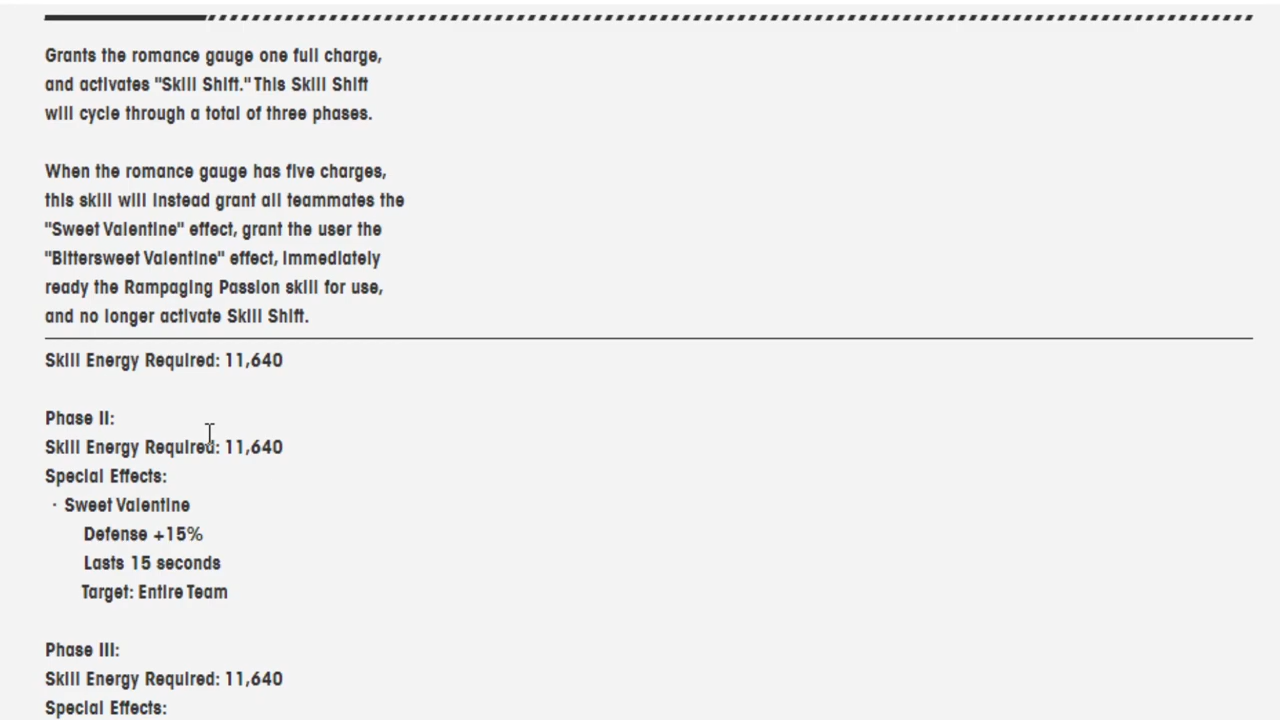 Grants the romance gauge one full charge,
and activates "Skill Shift." This Skill Shift
will cycle through a total of three phases.
When the romance gauge has five charges,
this skill will instead grant all teammates the
"Sweet Valentine" effect, grant the user the
"Bittersweet Valentine" effect, immediately
ready the Rampaging Passion skill for use,
and no longer activate Skill Shift.
Skill Energy Required: 11,640
Phase II:
Skill Energy Required: 11,640
Special Effects:
· Sweet Valentine
Defense +15%
Lasts 15 seconds
Target: Entire Team
Phase III:
Skill Energy Required: 11,640
Special Effects: